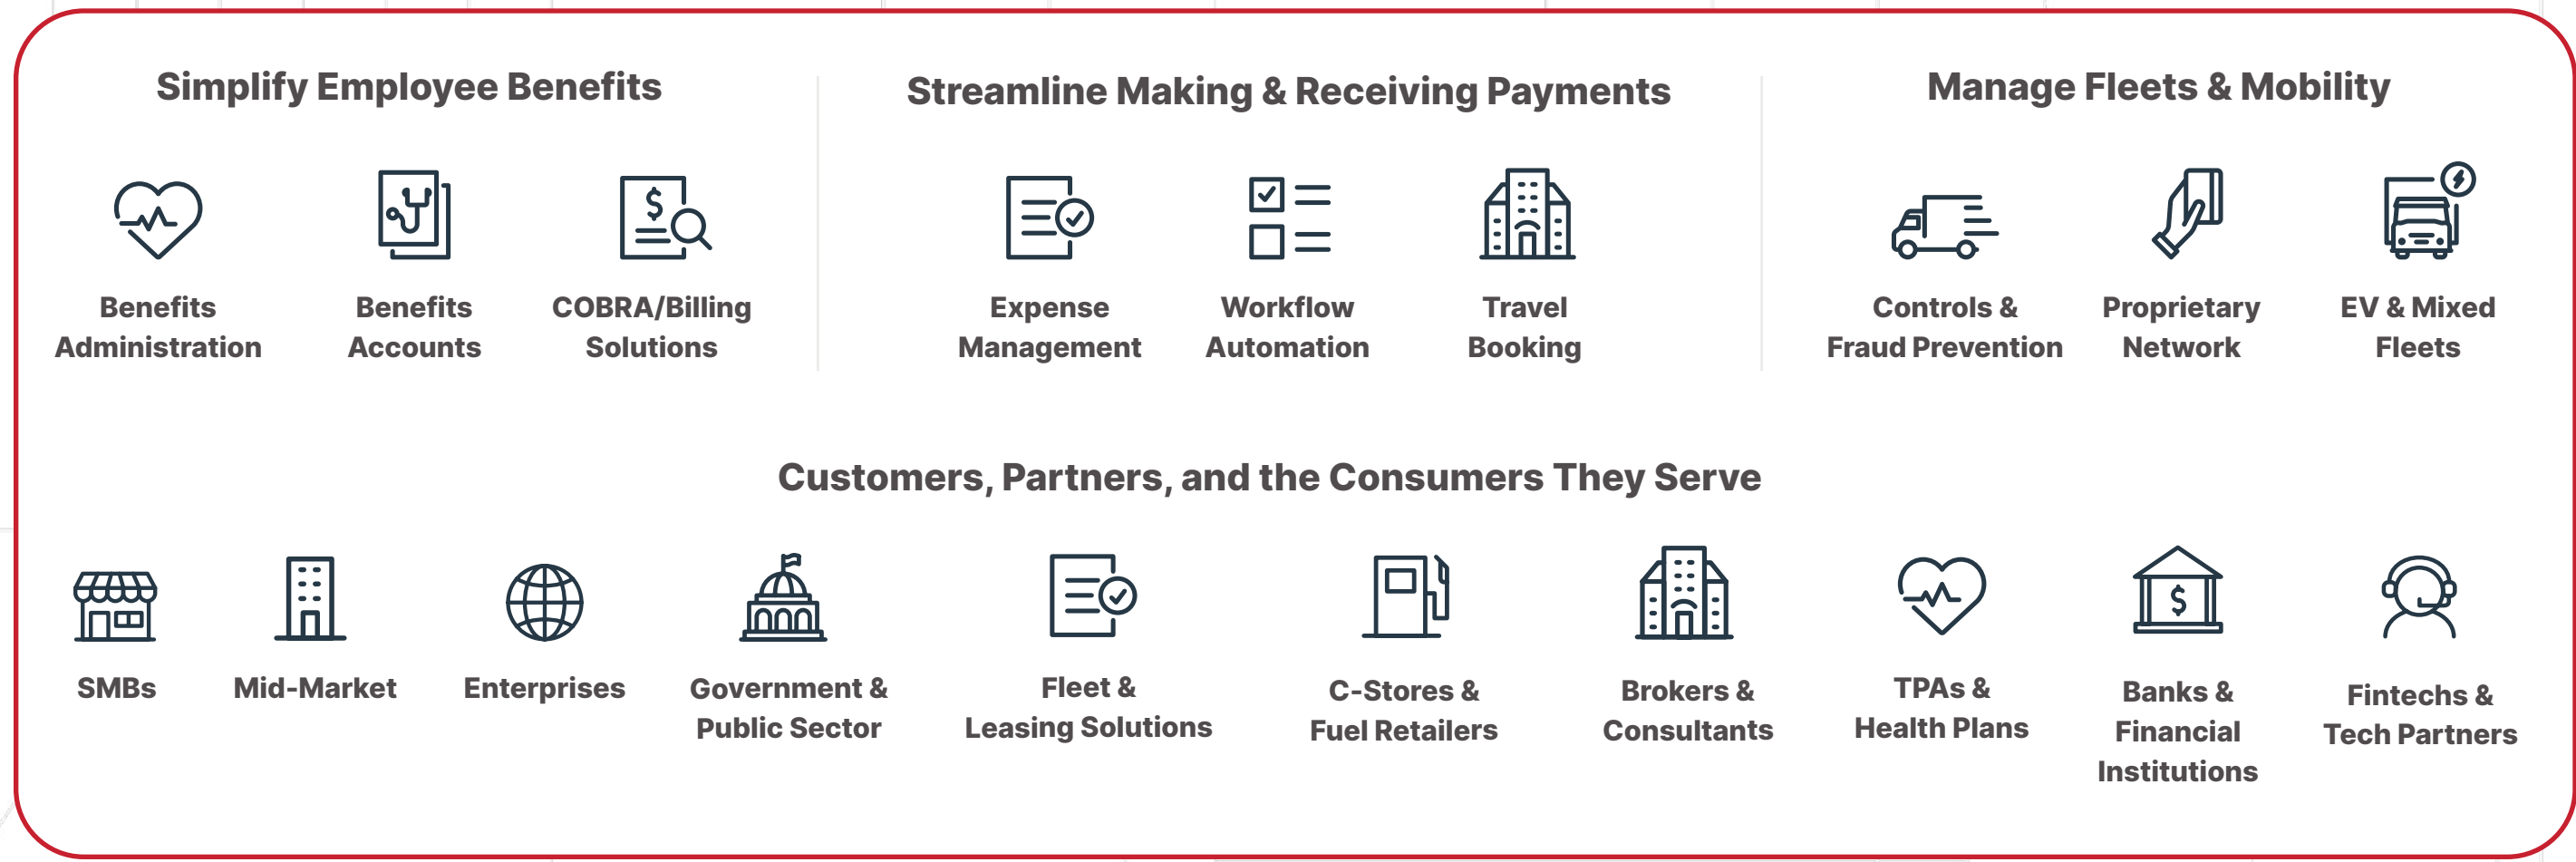 Simplify Employee Benefits
Benefits
Administration
Benefits
Accounts
$
COBRA/Billing
Solutions
Streamline Making & Receiving Payments
Expense
Management
Workflow
Automation
Travel
Booking
Manage Fleets & Mobility
Controls &
Fraud Prevention
Proprietary
Network
EV & Mixed
Fleets
Customers, Partners, and the Consumers They Serve
SMBs
Mid-Market
Enterprises
Government &
Public Sector
Fleet &
Leasing Solutions
C-Stores &
Fuel Retailers
Brokers &
Consultants
TPAs &
Health Plans
$
Banks &
Financial
Institutions
Fintechs &
Tech Partners